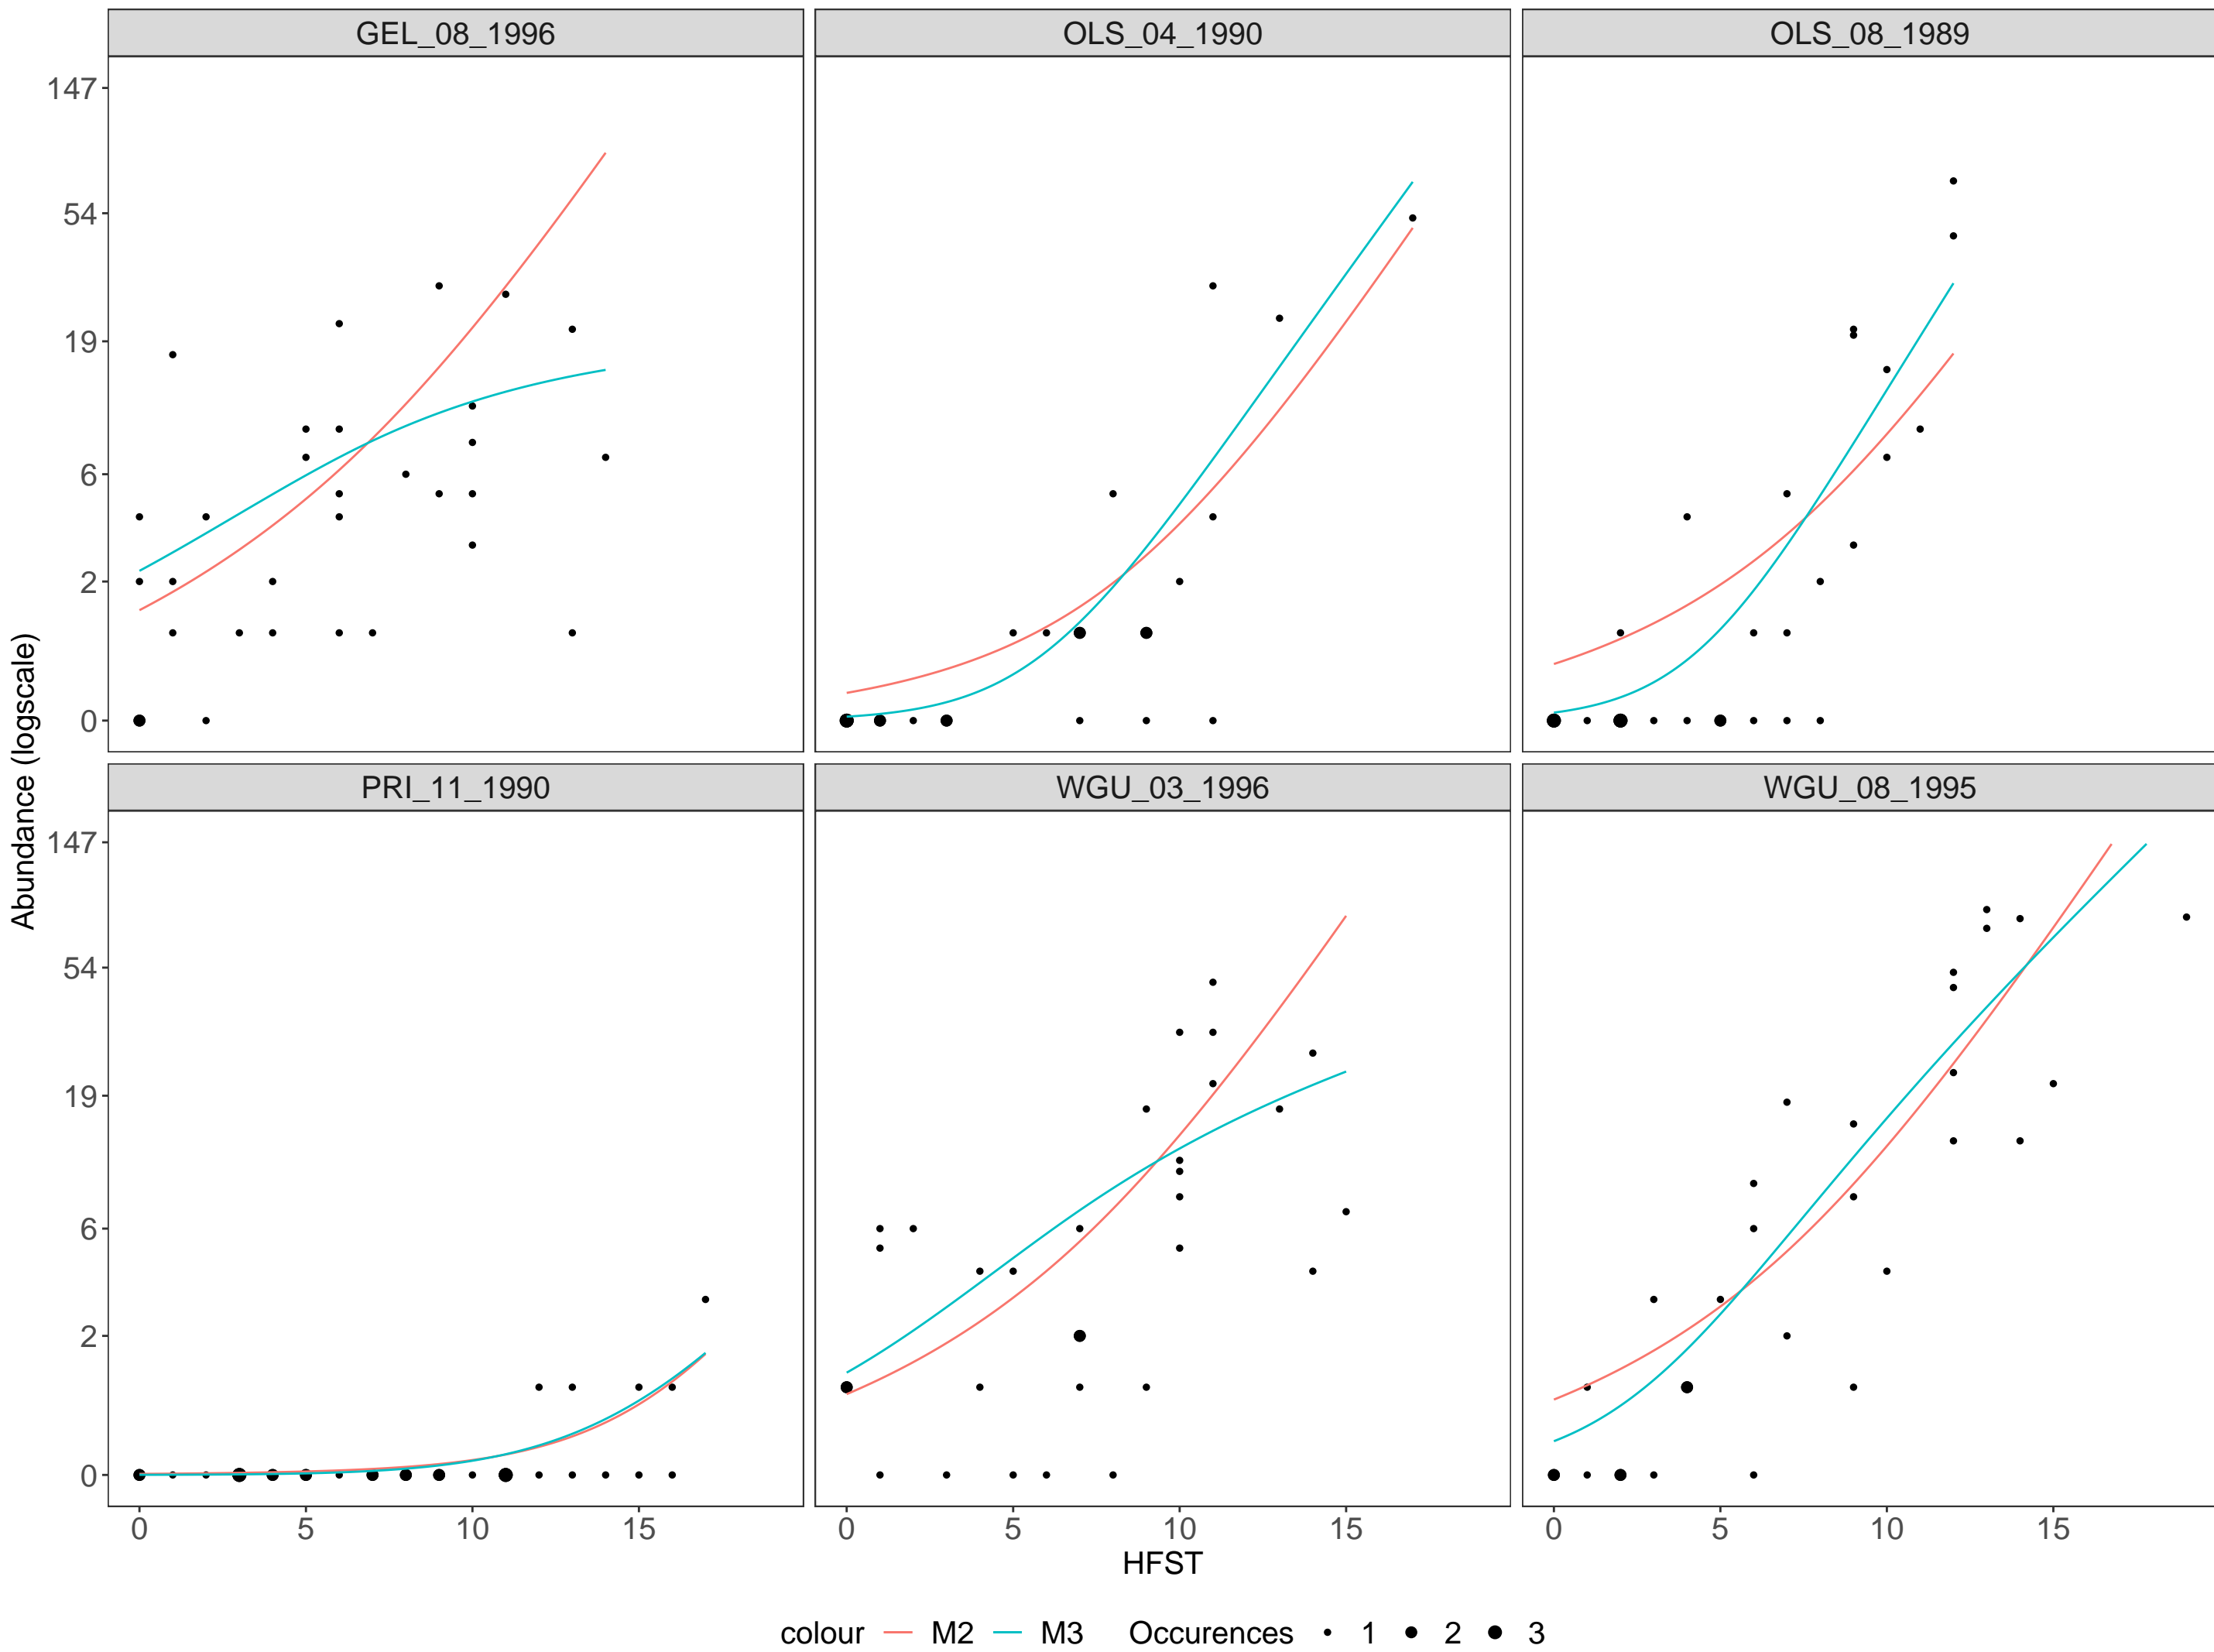 GEL_08_1996 OLS_04_1990 OLS_08_1989
147
54
19
6
2
0
Abundance (logscale)
PRI_11_1990 WGU_03_1996 WGU_08_1995
147
54
19
6
2
0
0 5 10 15 0 5 10 15 0 5 10 15
HFST
colour M2 M3 Occurences 1 2 3